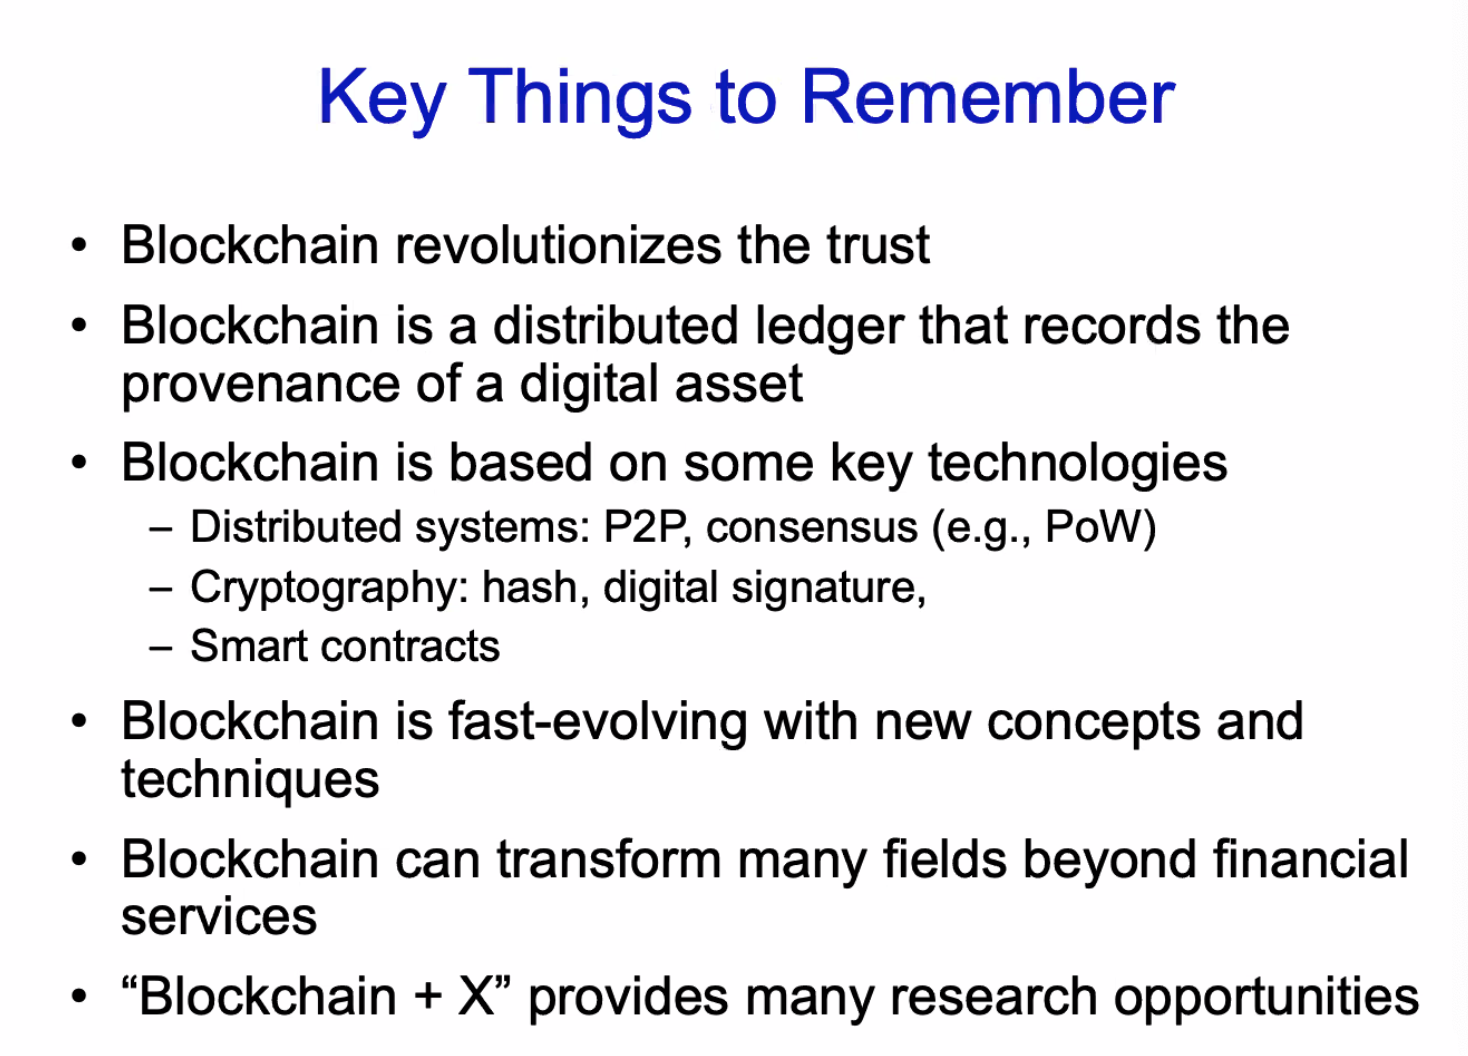 Key Things to Remember
• Blockchain revolutionizes the trust
• Blockchain is a distributed ledger that records the
provenance of a digital asset
• Blockchain is based on some key technologies
– Distributed systems: P2P, consensus (e.g., PoW)
– Cryptography: hash, digital signature,
– Smart contracts
• Blockchain is fast-evolving with new concepts and
techniques
• Blockchain can transform many fields beyond financial
services
• “Blockchain + X” provides many research opportunities